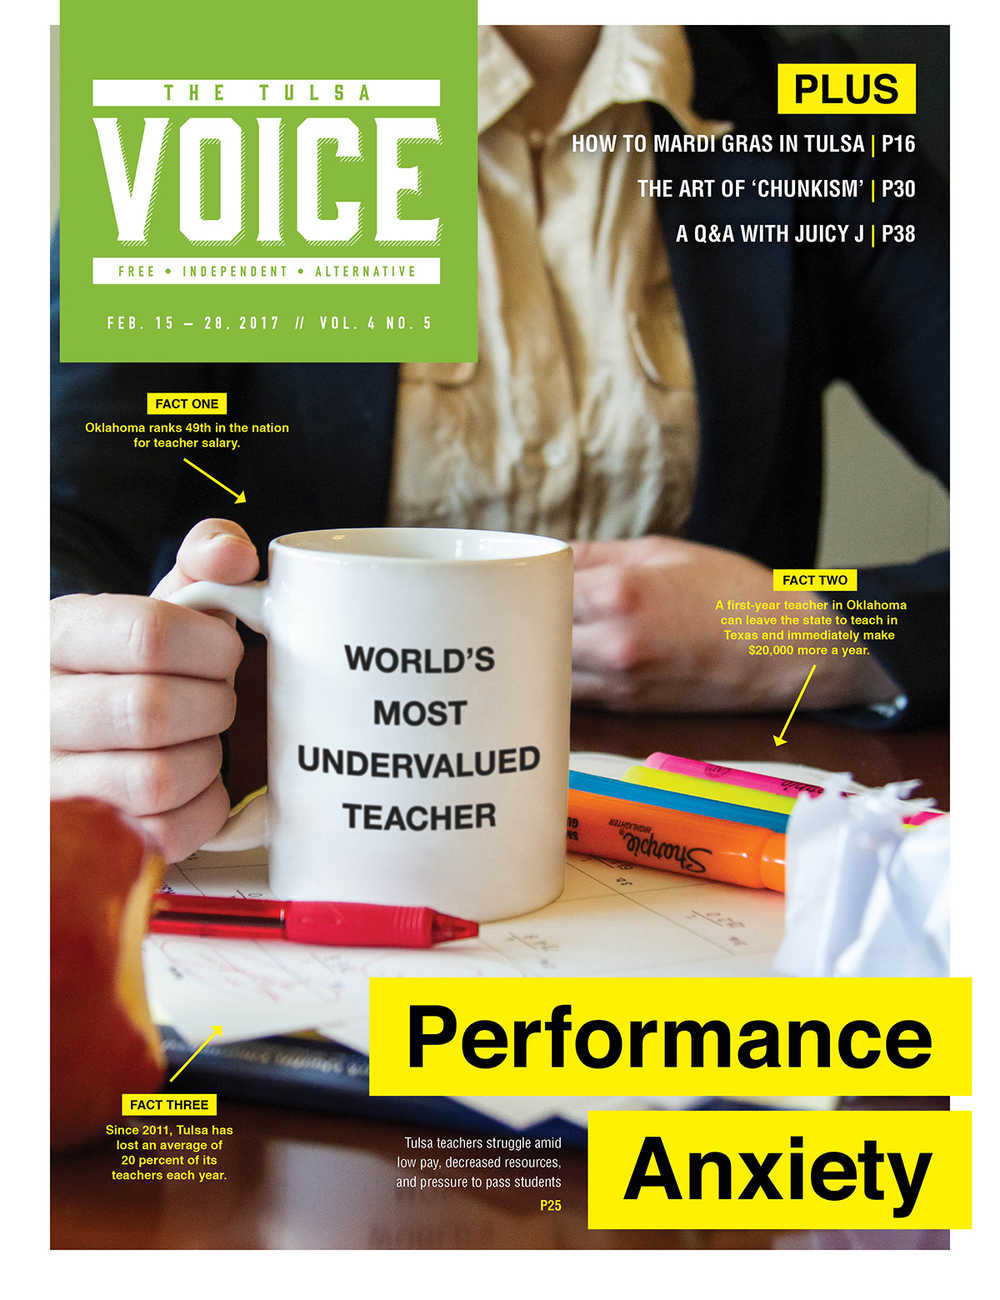 THE TULSA
VOICE
FREE • INDEPENDENT • ALTERNATIVE
FEB. 15 – 28, 2017 // VOL. 4 NO. 5
PLUS
HOW TO MARDI GRAS IN TULSA | P16
THE ART OF ‘CHUNKISM’ | P30
A Q&A WITH JUICY J | P38
FACT ONE
Oklahoma ranks 49th in the nation
for teacher salary.
FACT TWO
A first-year teacher in Oklahoma
can leave the state to teach in
Texas and immediately make
$20,000 more a year.
WORLD’S
MOST
UNDERVALUED
TEACHER
Sharpie
HIGHLIGHTER
Performance
Anxiety
FACT THREE
Since 2011, Tulsa has
lost an average of
20 percent of its
teachers each year.
Tulsa teachers struggle amid
low pay, decreased resources,
and pressure to pass students
P25